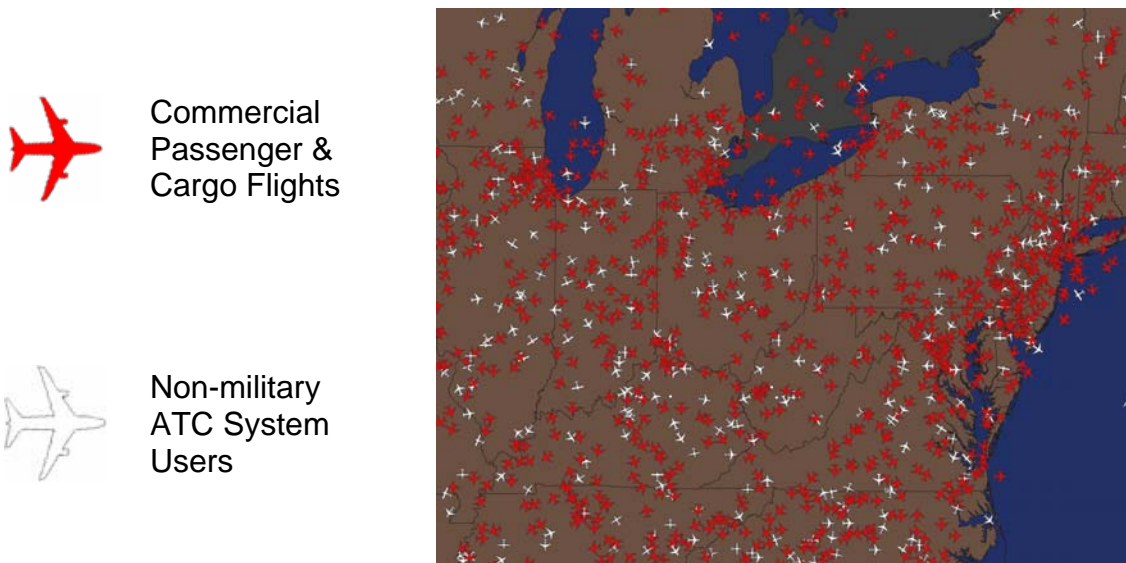 Commercial
Passenger &
Cargo Flights
Non-military
ATC System
Users